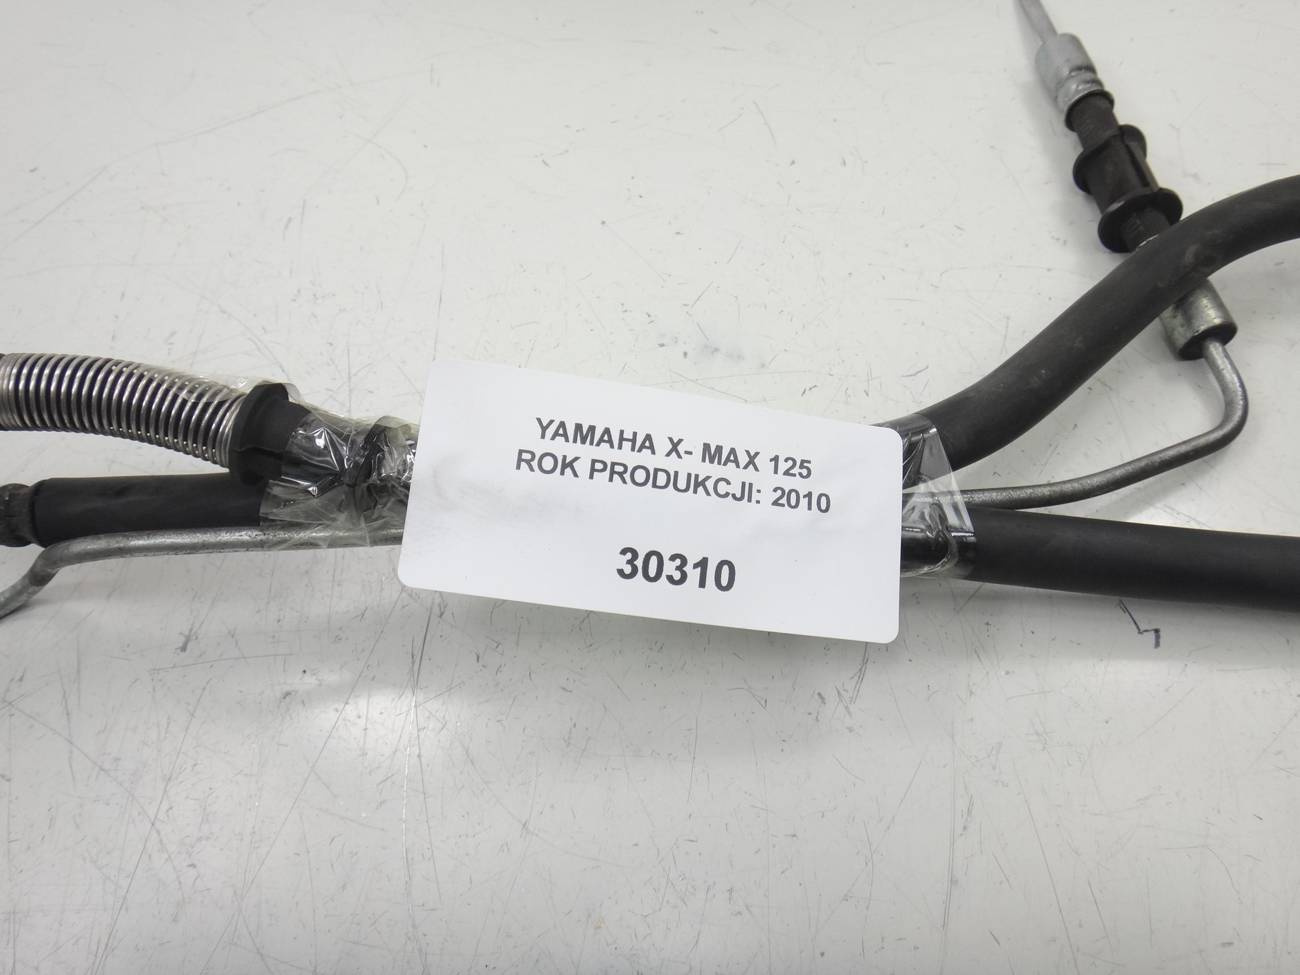 YAMAHA X- MAX 125
ROK PRODUKCJI: 2010
30310